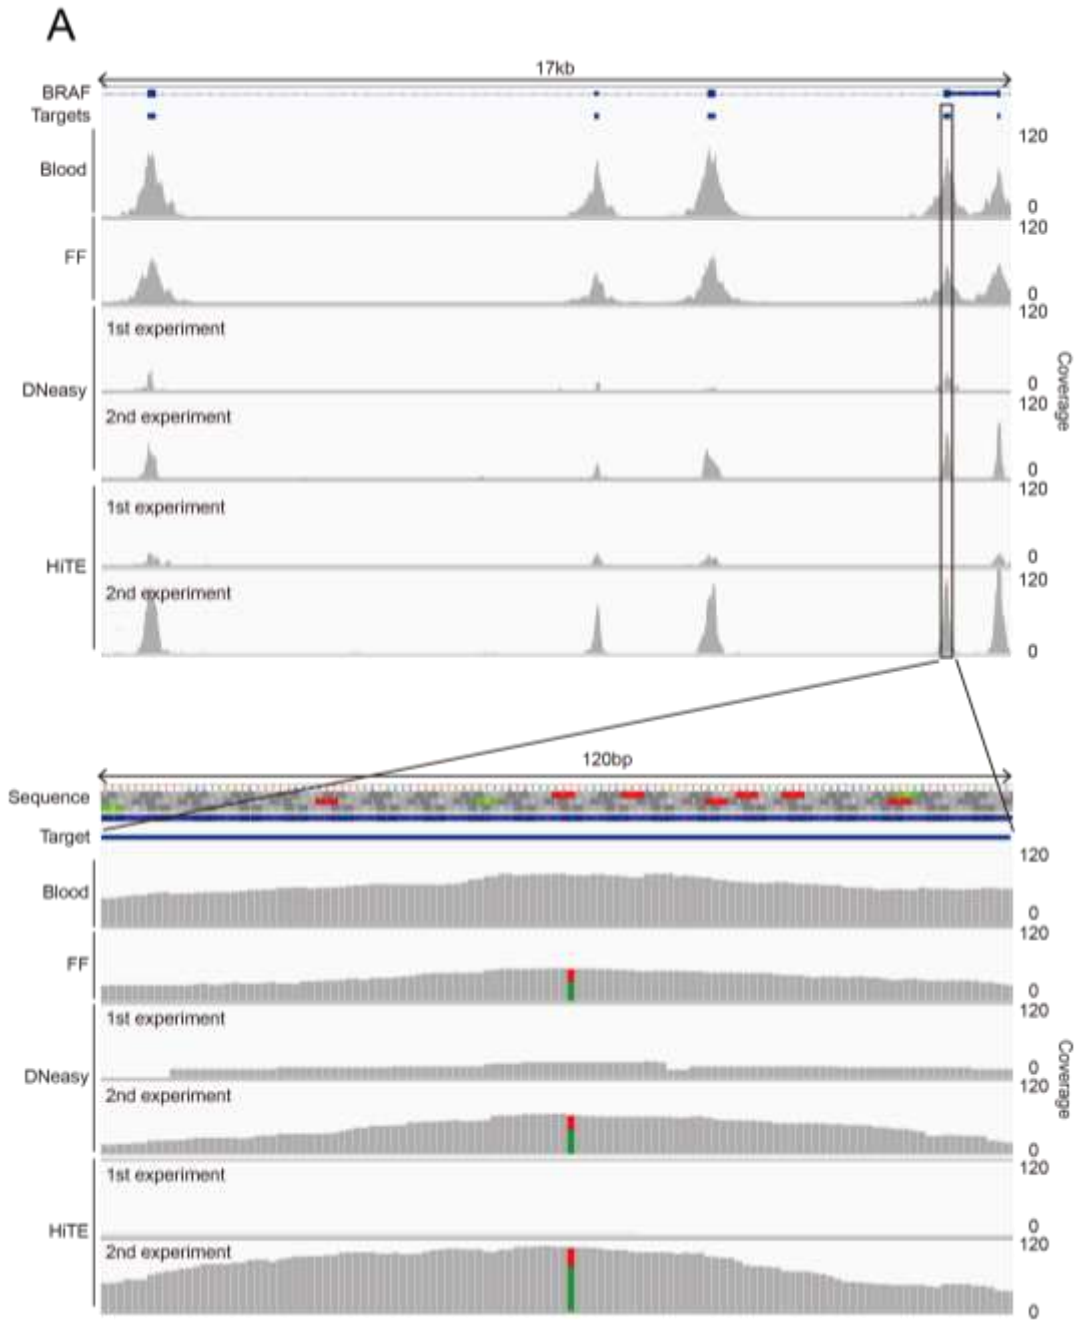 A
17kb
BRAF
Targets
120
Blood
0
120
FF
0
120
1st experiment
DNeasy
0
120
2nd experiment
0
120
1st experiment
HiTE
0
120
2nd experiment
0
Coverage
120bp
Sequence
Target
120
Blood
0
120
FF
0
120
1st experiment
DNeasy
0
120
2nd experiment
0
120
1st experiment
HiTE
0
120
2nd experiment
0
Coverage